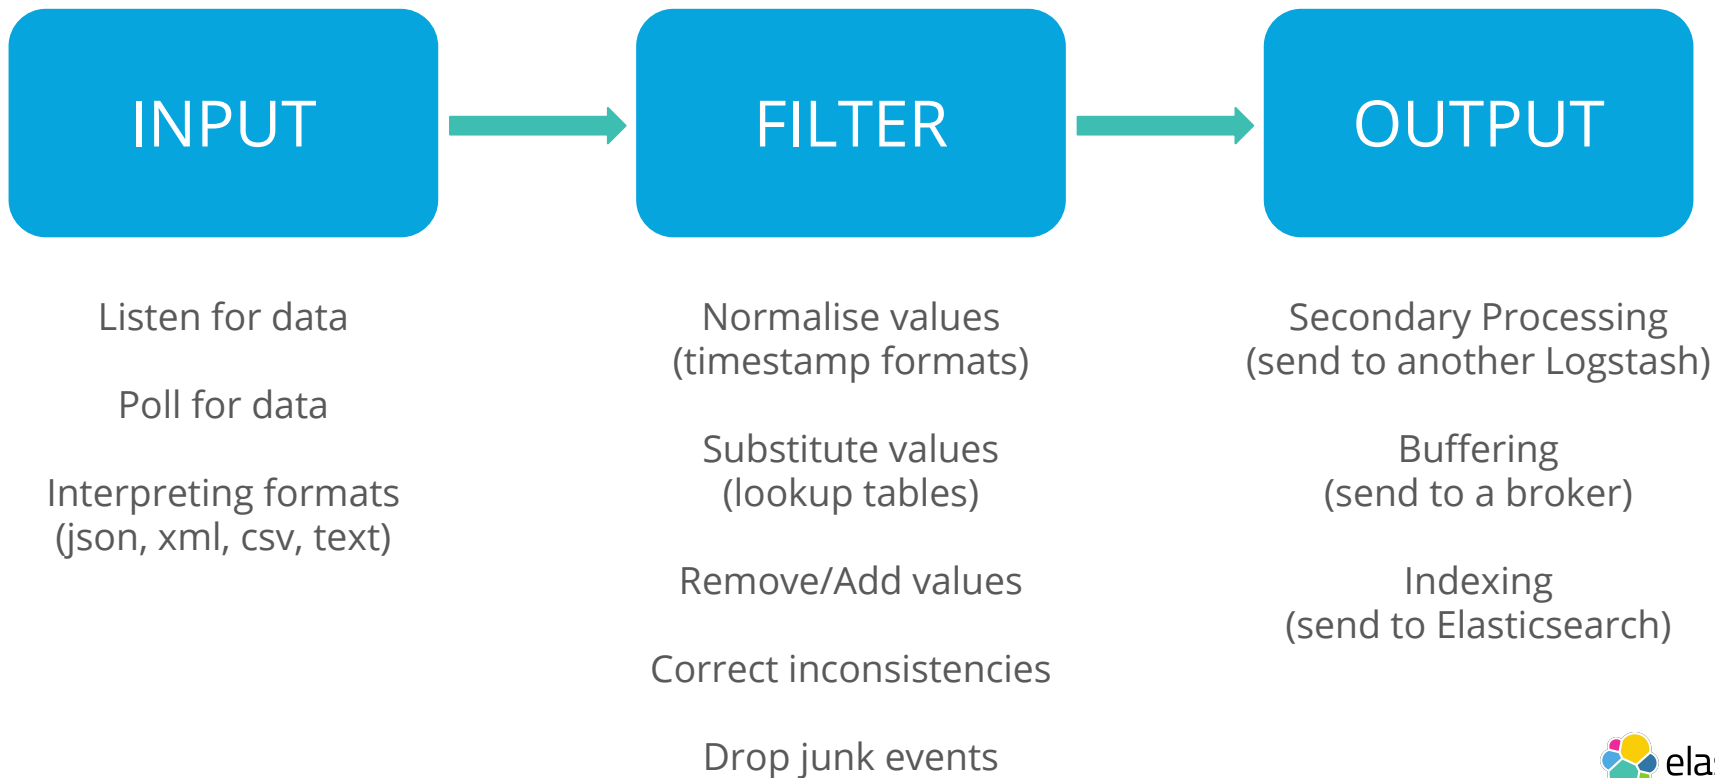 INPUT
FILTER
OUTPUT
Listen for data
Poll for data
Interpreting formats
(json, xml, csv, text)
Normalise values
(timestamp formats)
Substitute values
(lookup tables)
Remove/Add values
Correct inconsistencies
Drop junk events
Secondary Processing
(send to another Logstash)
Buffering
(send to a broker)
Indexing
(send to Elasticsearch)